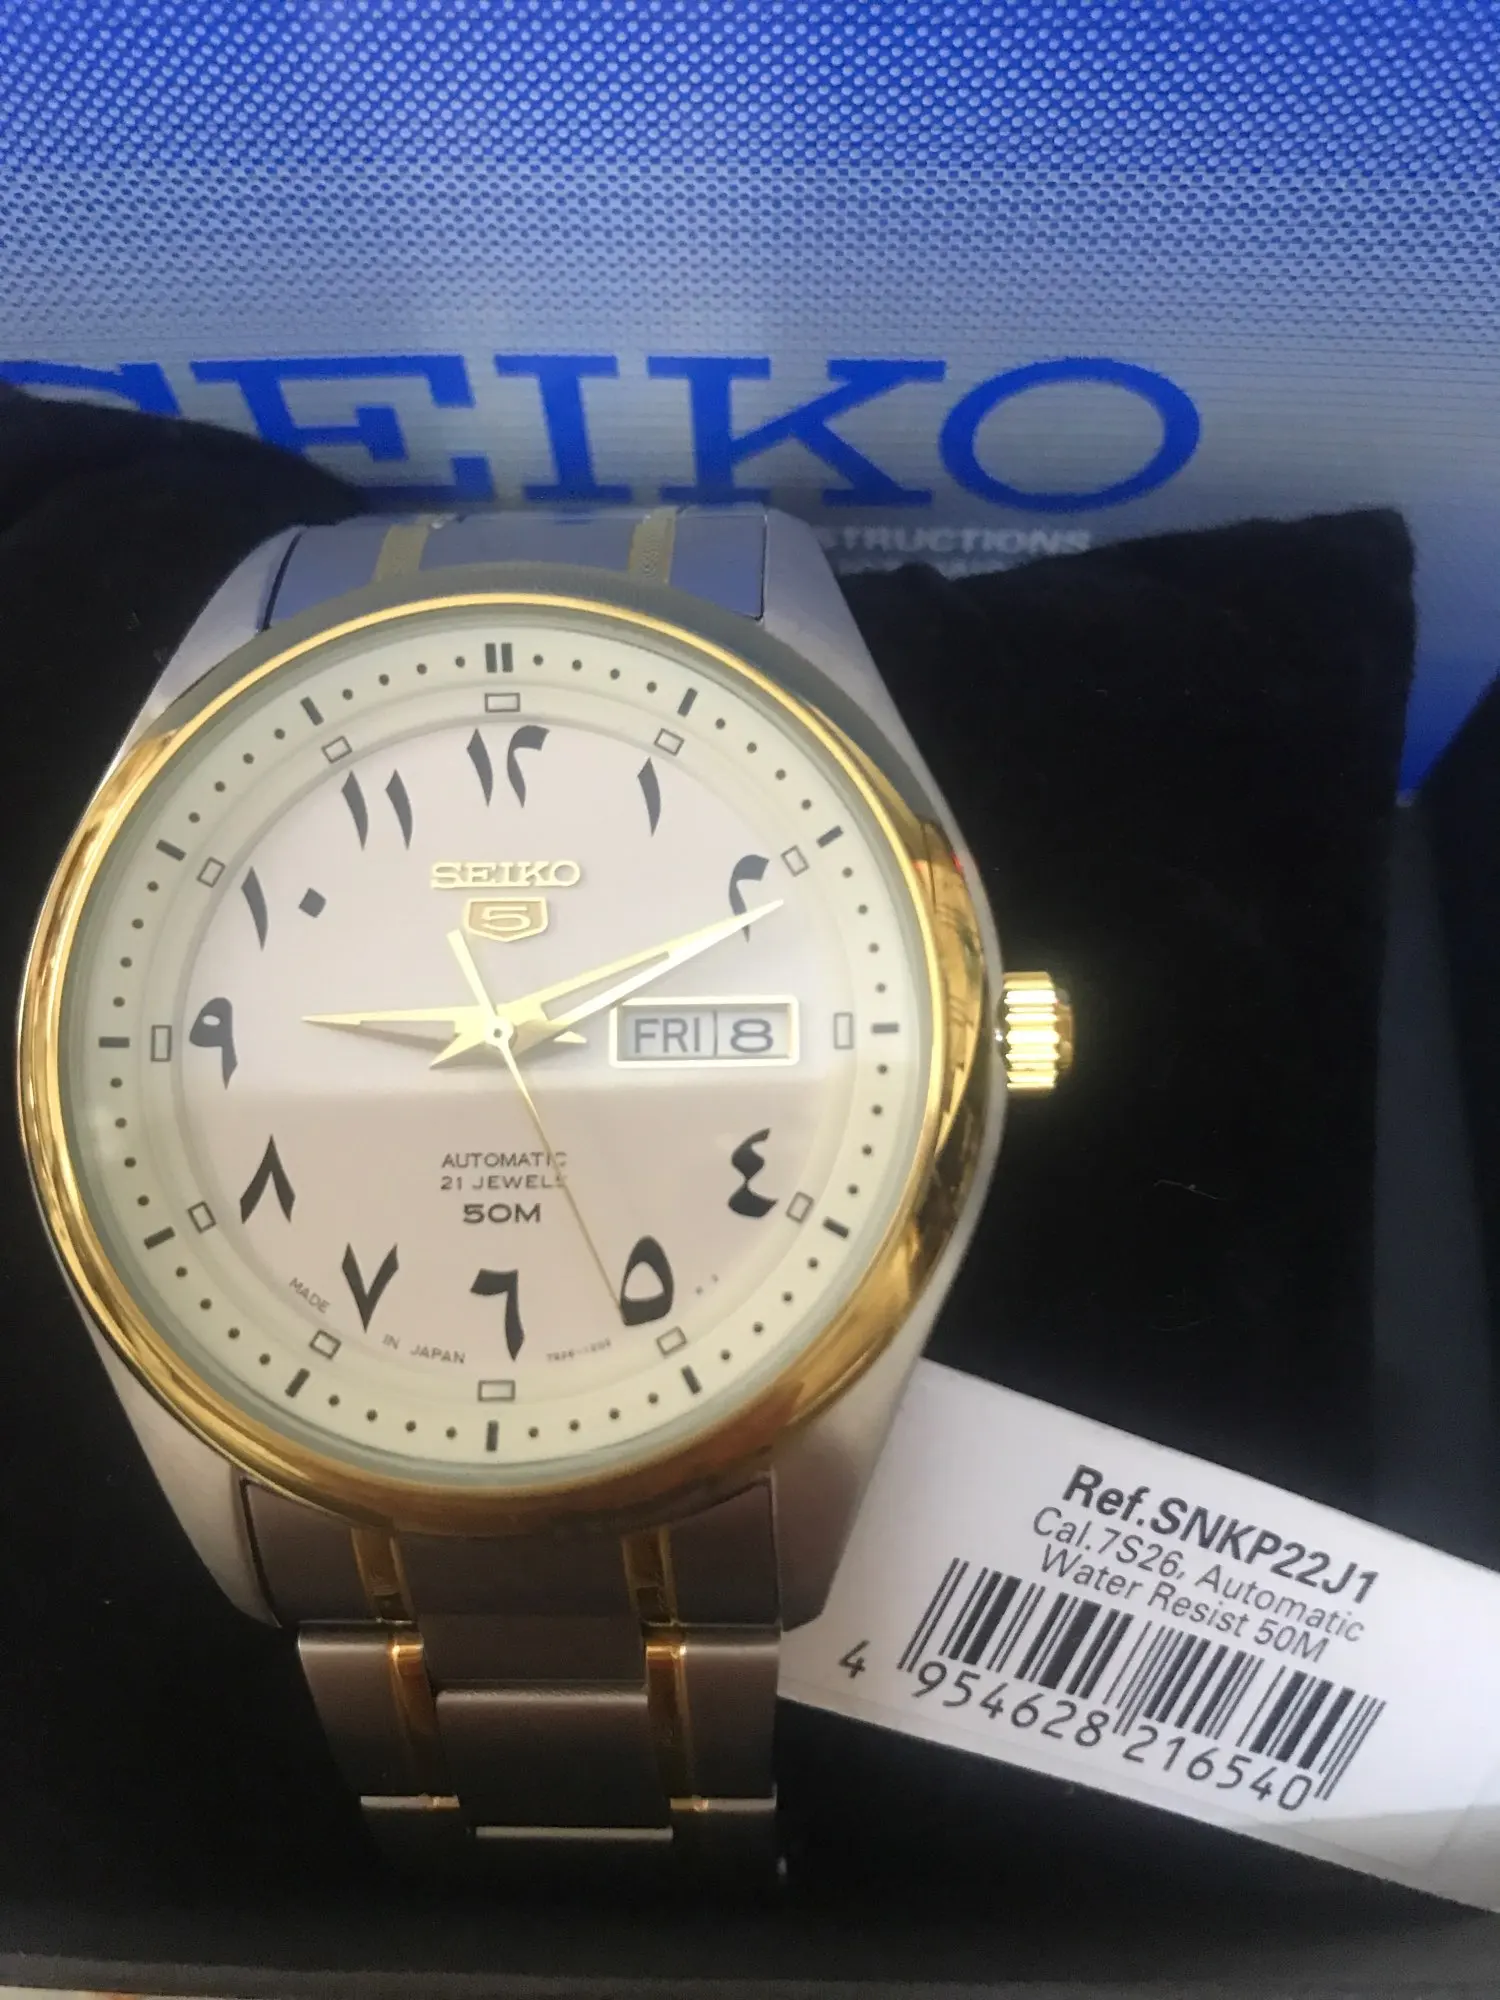 SEIKO
STRUCTIONS
١٢
١
٢
٤
٥
٦
٧
٨
٩
١٠
١١
SEIKO
5
FRI 8
AUTOMATIC
21 JEWELS
50M
MADE IN JAPAN
Ref.SNKP22J1
Cal.7S26, Automatic
Water Resist 50M
4 954628 216540